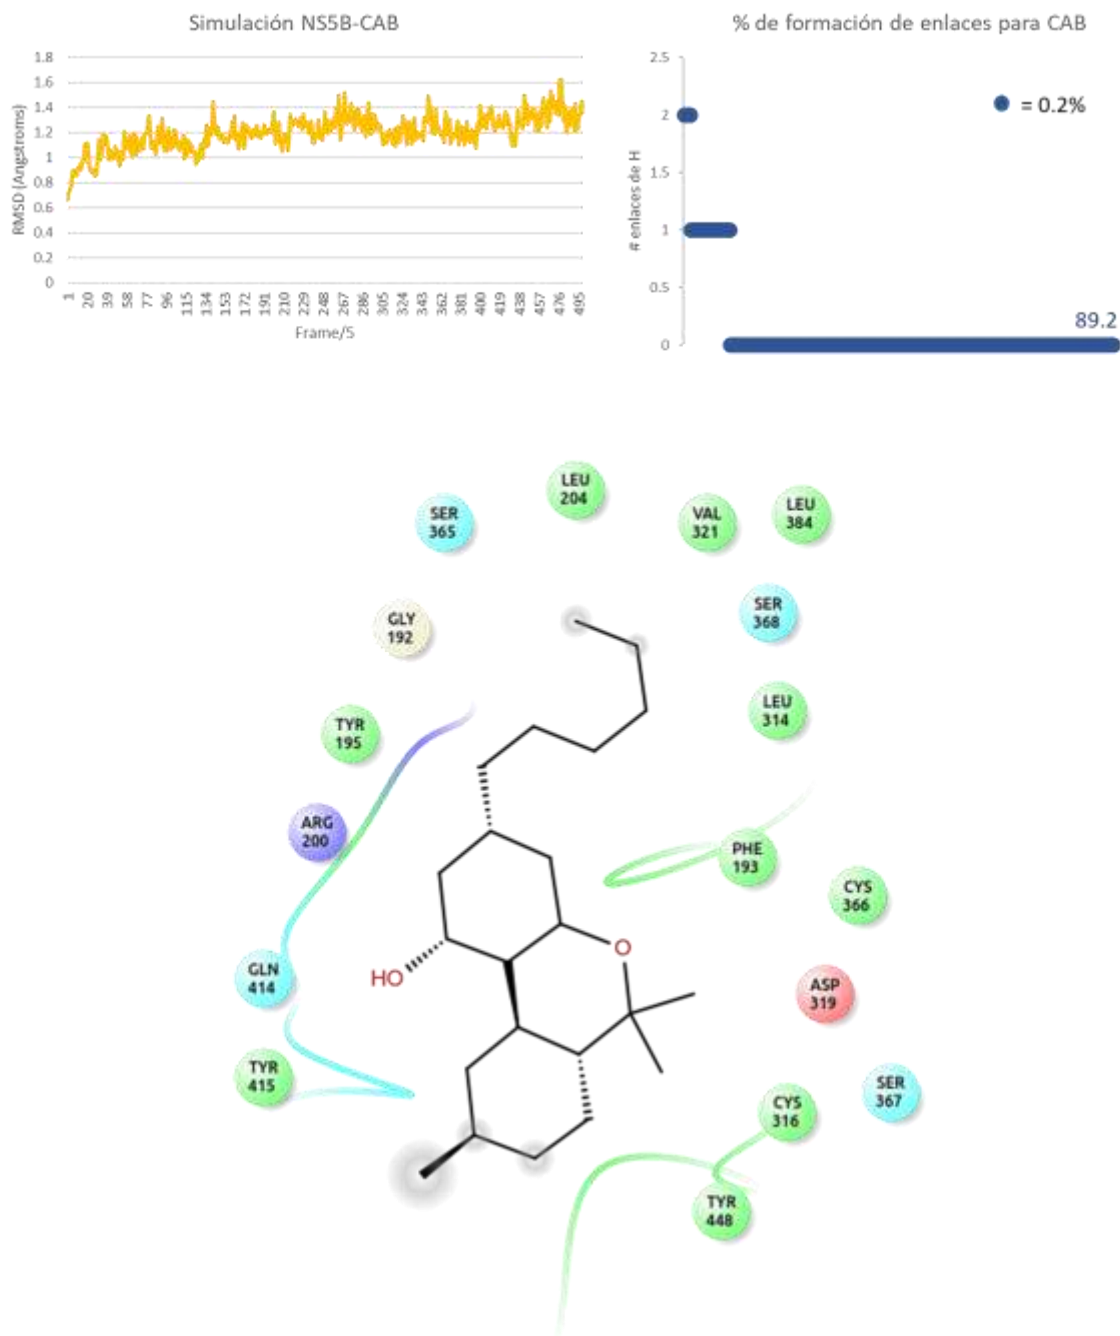 Simulación NS5B-CAB
RMSD (Angstroms)
1.8
1.6
1.4
1.2
1
0.8
0.6
0.4
0.2
0
1 20 39 58 77 96 115 134 153 172 191 210 229 248 267 286 305 324 343 362 381 400 419 438 457 476 495
Frame/5
% de formación de enlaces para CAB
# enlaces de H
2.5
2
1.5
1
0.5
0
= 0.2%
89.2
LEU
204
SER
365
VAL
321
LEU
384
GLY
192
SER
368
LEU
314
TYR
195
ARG
200
PHE
193
CYS
366
O
HO
GLN
414
ASP
319
TYR
415
SER
367
CYS
316
TYR
448